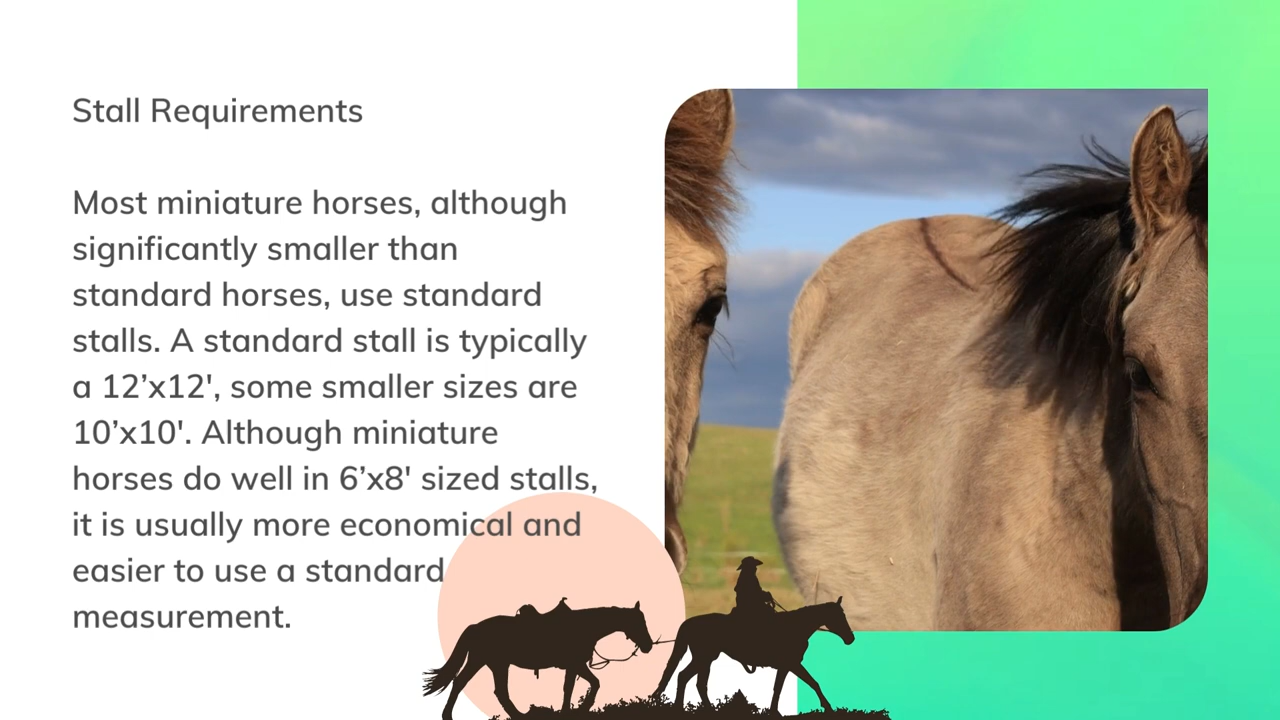 Stall Requirements
Most miniature horses, although
significantly smaller than
standard horses, use standard
stalls. A standard stall is typically
a 12’x12', some smaller sizes are
10’x10'. Although miniature
horses do well in 6’x8' sized stalls,
it is usually more economical and
easier to use a standard
measurement.